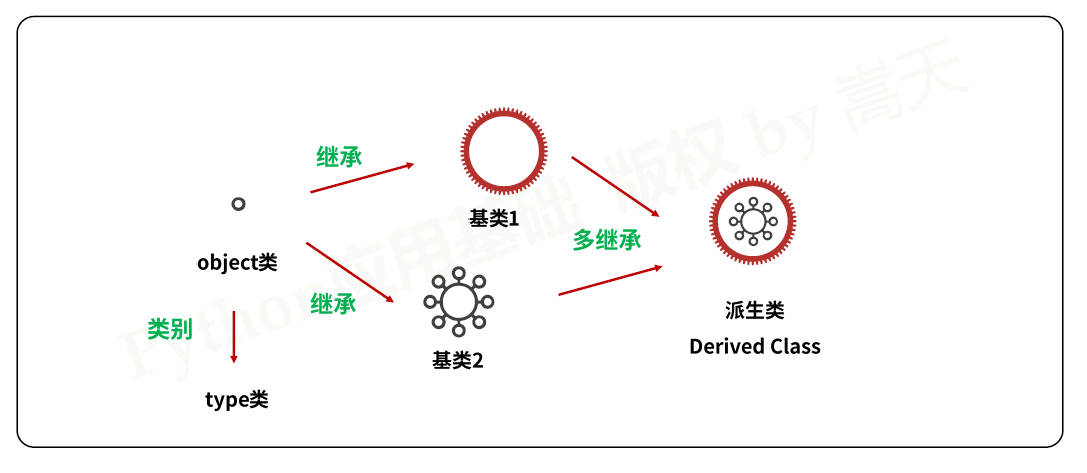 继承
基类1
object类
多继承
继承
类别
基类2
派生类
Derived Class
type类
Python应用基础 版权 by 嵩天